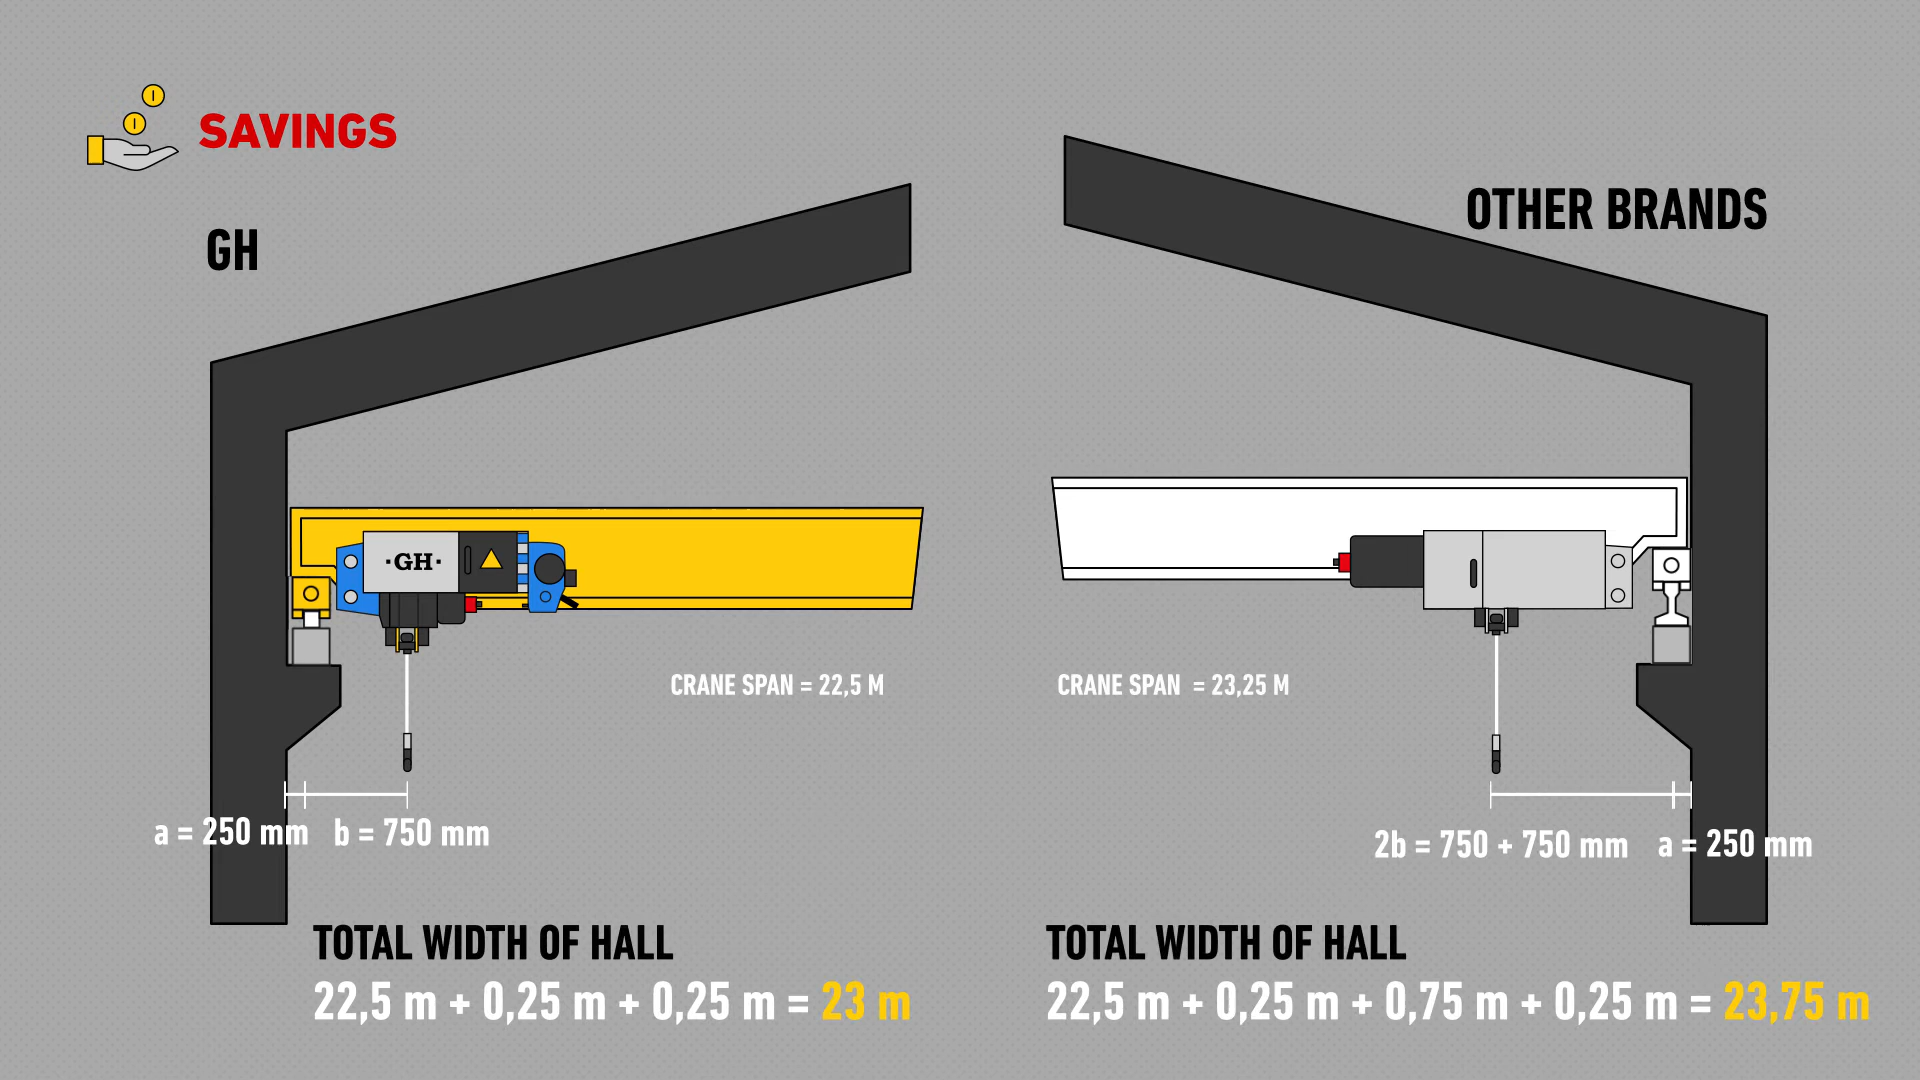 SAVINGS
GH
OTHER BRANDS
·GH·
CRANE SPAN = 22,5 M
CRANE SPAN = 23,25 M
a = 250 mm
b = 750 mm
2b = 750 + 750 mm
a = 250 mm
TOTAL WIDTH OF HALL
22,5 m + 0,25 m + 0,25 m = 23 m
TOTAL WIDTH OF HALL
22,5 m + 0,25 m + 0,75 m + 0,25 m = 23,75 m